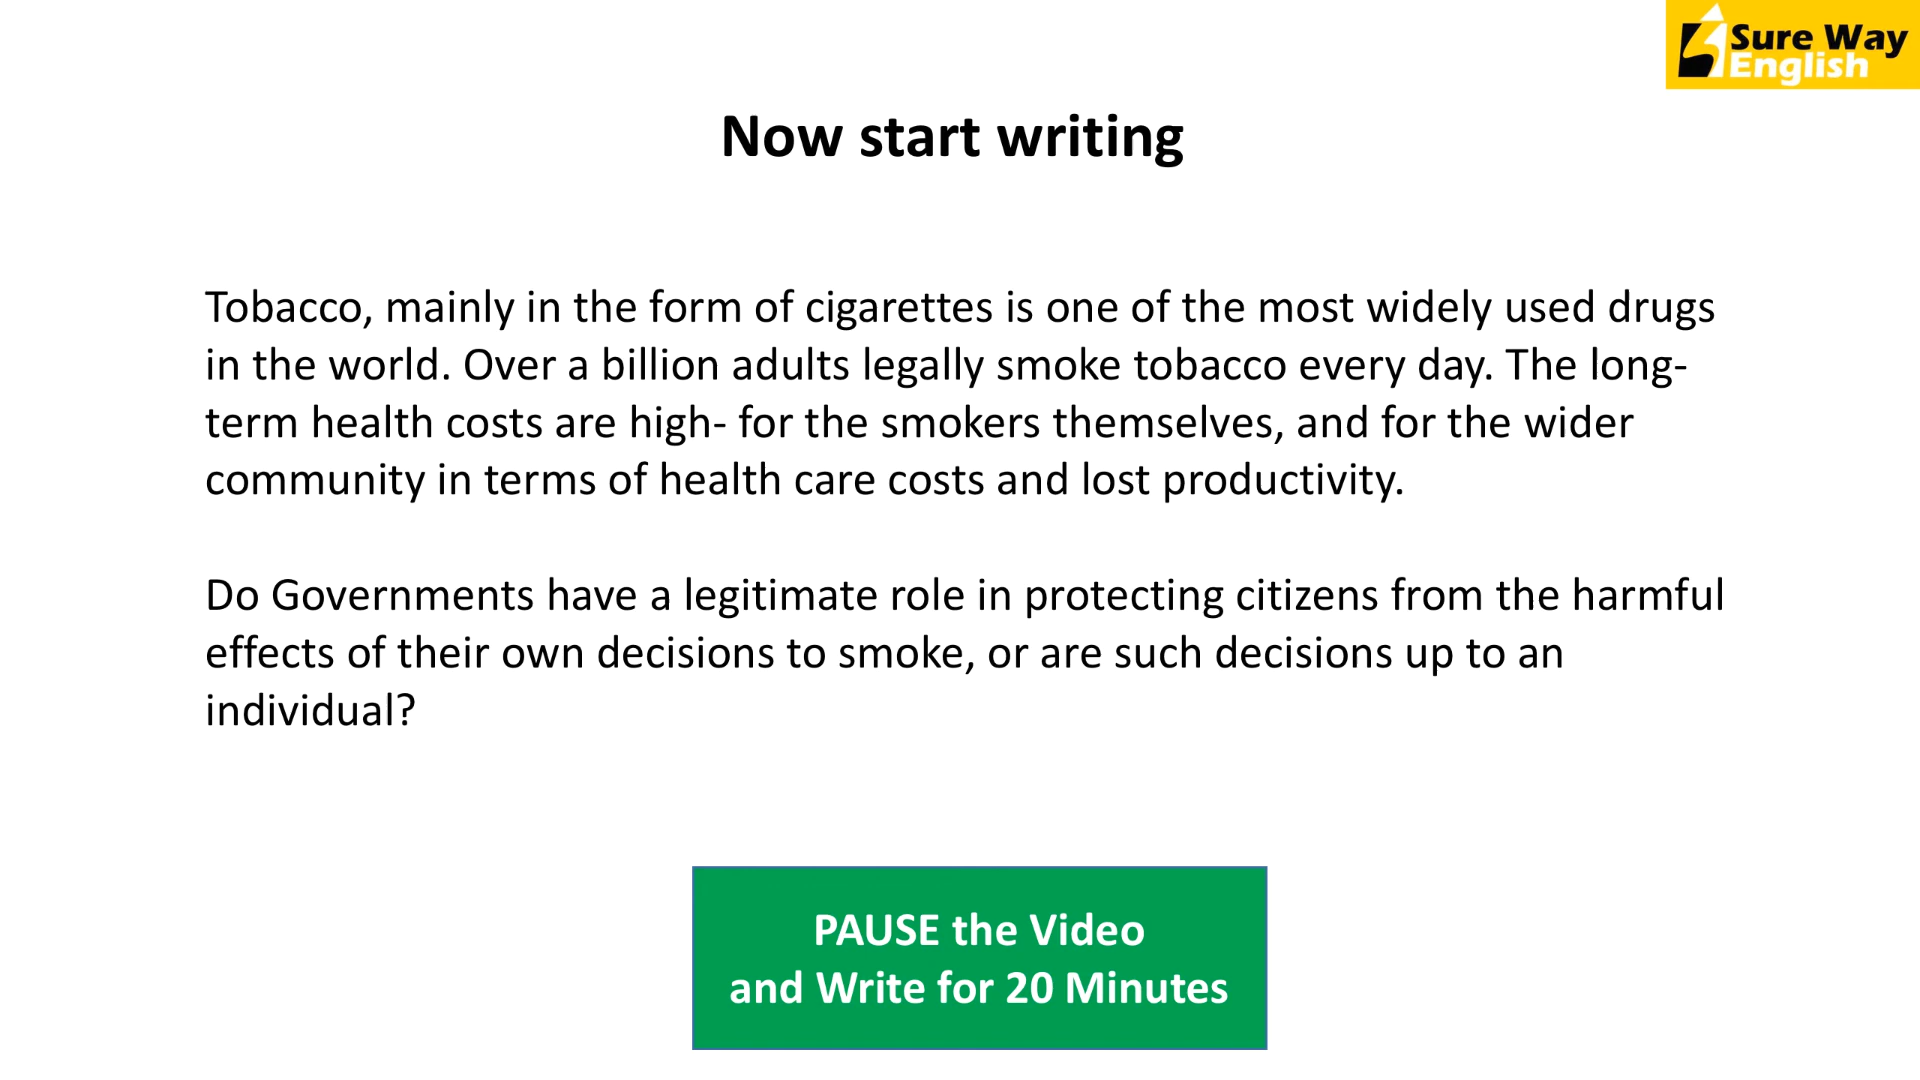 Sure Way
English
Now start writing
Tobacco, mainly in the form of cigarettes is one of the most widely used drugs
in the world. Over a billion adults legally smoke tobacco every day. The long-
term health costs are high- for the smokers themselves, and for the wider
community in terms of health care costs and lost productivity.
Do Governments have a legitimate role in protecting citizens from the harmful
effects of their own decisions to smoke, or are such decisions up to an
individual?
PAUSE the Video
and Write for 20 Minutes